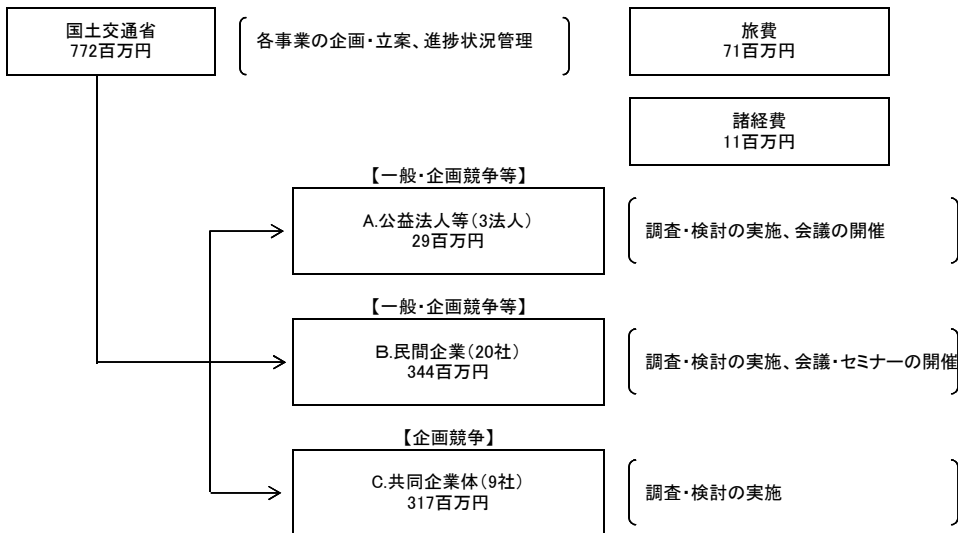 国土交通省
772百万円
各事業の企画・立案、進捗状況管理
旅費
71百万円
諸経費
11百万円
【一般・企画競争等】
A.公益法人等(3法人)
29百万円
調査・検討の実施、会議の開催
【一般・企画競争等】
B.民間企業(20社)
344百万円
調査・検討の実施、会議・セミナーの開催
【企画競争】
C.共同企業体(9社)
317百万円
調査・検討の実施